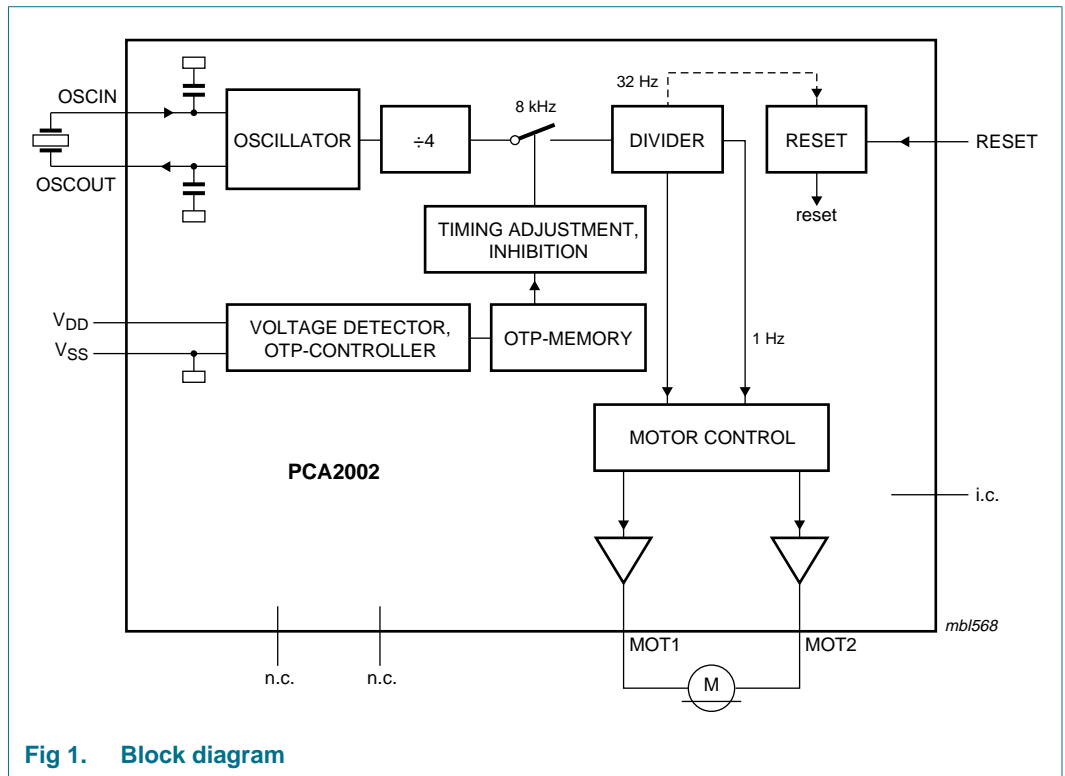 32 Hz
OSCIN
8 kHz
OSCILLATOR
÷4
DIVIDER
RESET
RESET
OSCOUT
reset
TIMING ADJUSTMENT,
INHIBITION
VDD
VSS
VOLTAGE DETECTOR,
OTP-CONTROLLER
OTP-MEMORY
1 Hz
MOTOR CONTROL
PCA2002
i.c.
mbl568
MOT1
MOT2
n.c.
n.c.
M
Fig 1. Block diagram